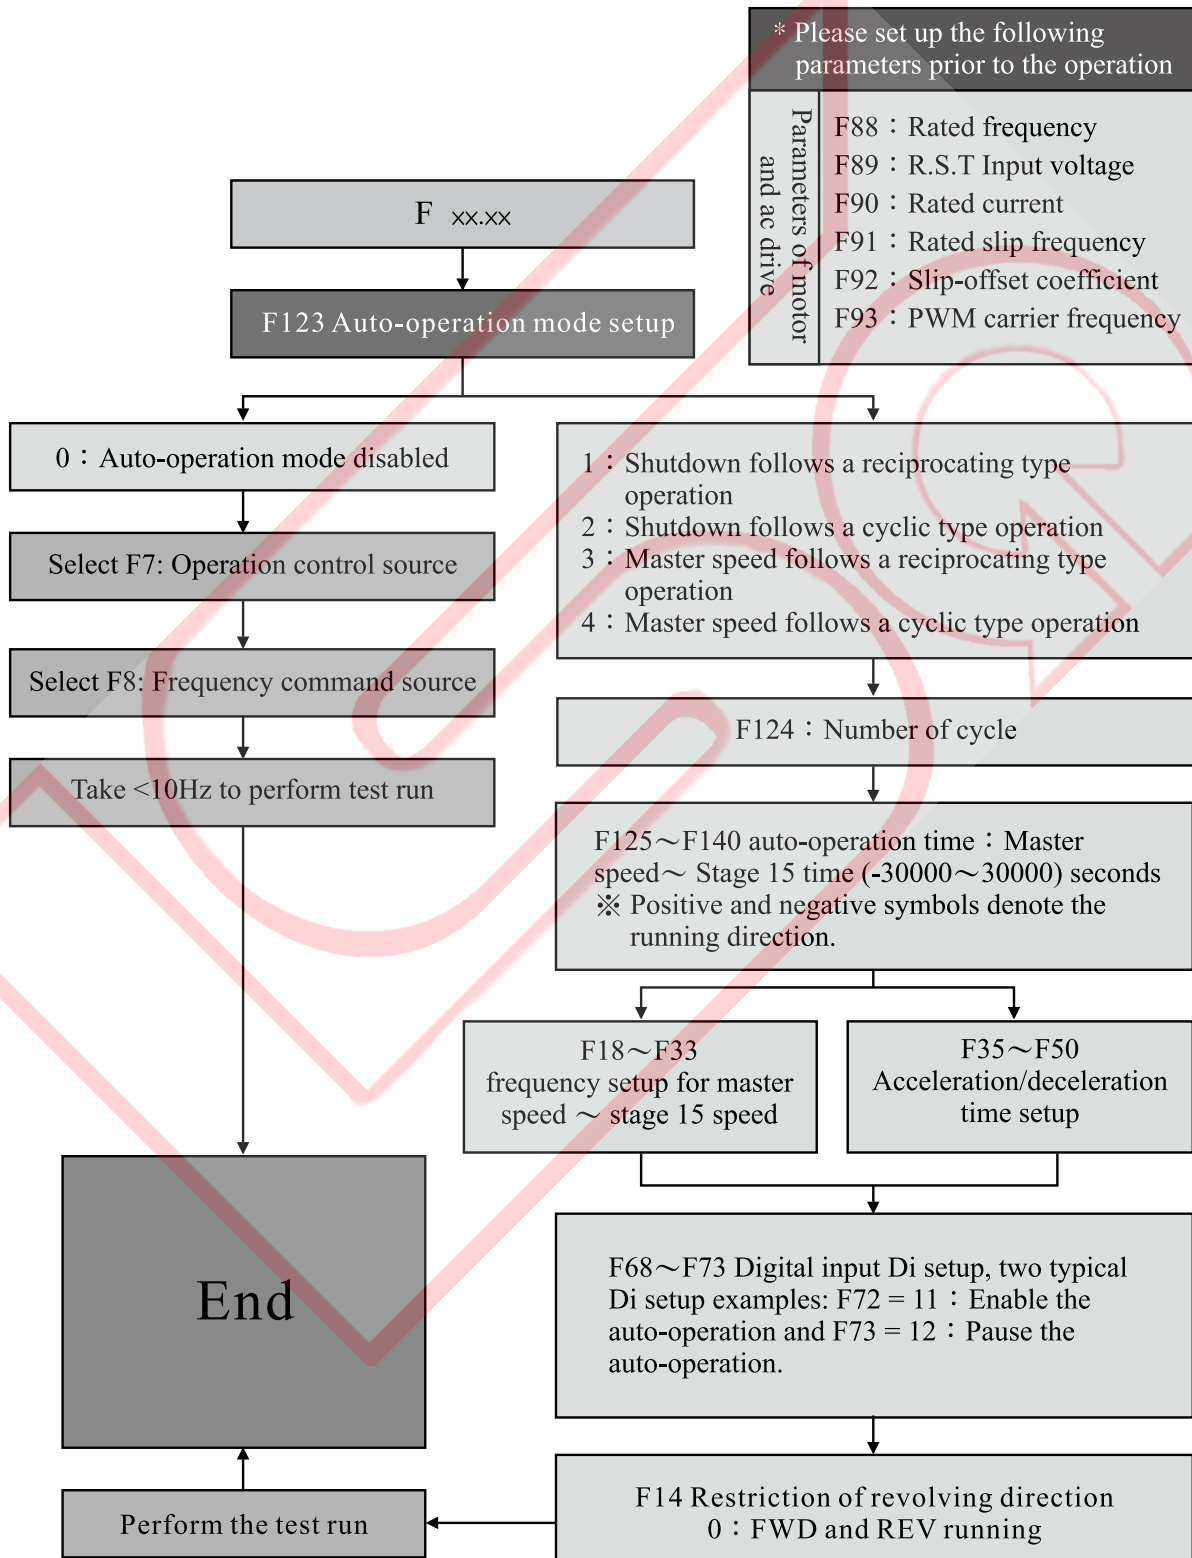 * Please set up the following
parameters prior to the operation
Parameters of motor
and ac drive
F88：Rated frequency
F89：R.S.T Input voltage
F90：Rated current
F91：Rated slip frequency
F92：Slip-offset coefficient
F93：PWM carrier frequency
F xx.xx
F123 Auto-operation mode setup
0：Auto-operation mode disabled
Select F7: Operation control source
Select F8: Frequency command source
Take <10Hz to perform test run
1：Shutdown follows a reciprocating type
operation
2：Shutdown follows a cyclic type operation
3：Master speed follows a reciprocating type
operation
4：Master speed follows a cyclic type operation
F124：Number of cycle
F125～F140 auto-operation time：Master
speed～ Stage 15 time (-30000～30000) seconds
※ Positive and negative symbols denote the
running direction.
F18～F33
frequency setup for master
speed ～ stage 15 speed
F35～F50
Acceleration/deceleration
time setup
F68～F73 Digital input Di setup, two typical
Di setup examples: F72 = 11：Enable the
auto-operation and F73 = 12：Pause the
auto-operation.
F14 Restriction of revolving direction
0：FWD and REV running
Perform the test run
End